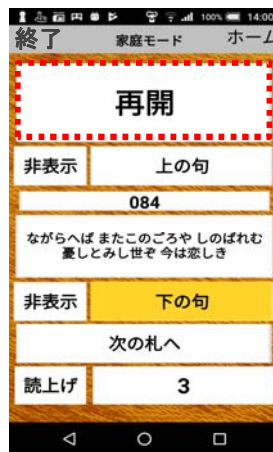 100% 14:00
終了 家庭モード ホーム
再開
非表示 上の句
084
ながらへば またこのごろや しのばれむ
憂しとみし世ぞ 今は恋しき
非表示 下の句
次の札へ
読上げ 3